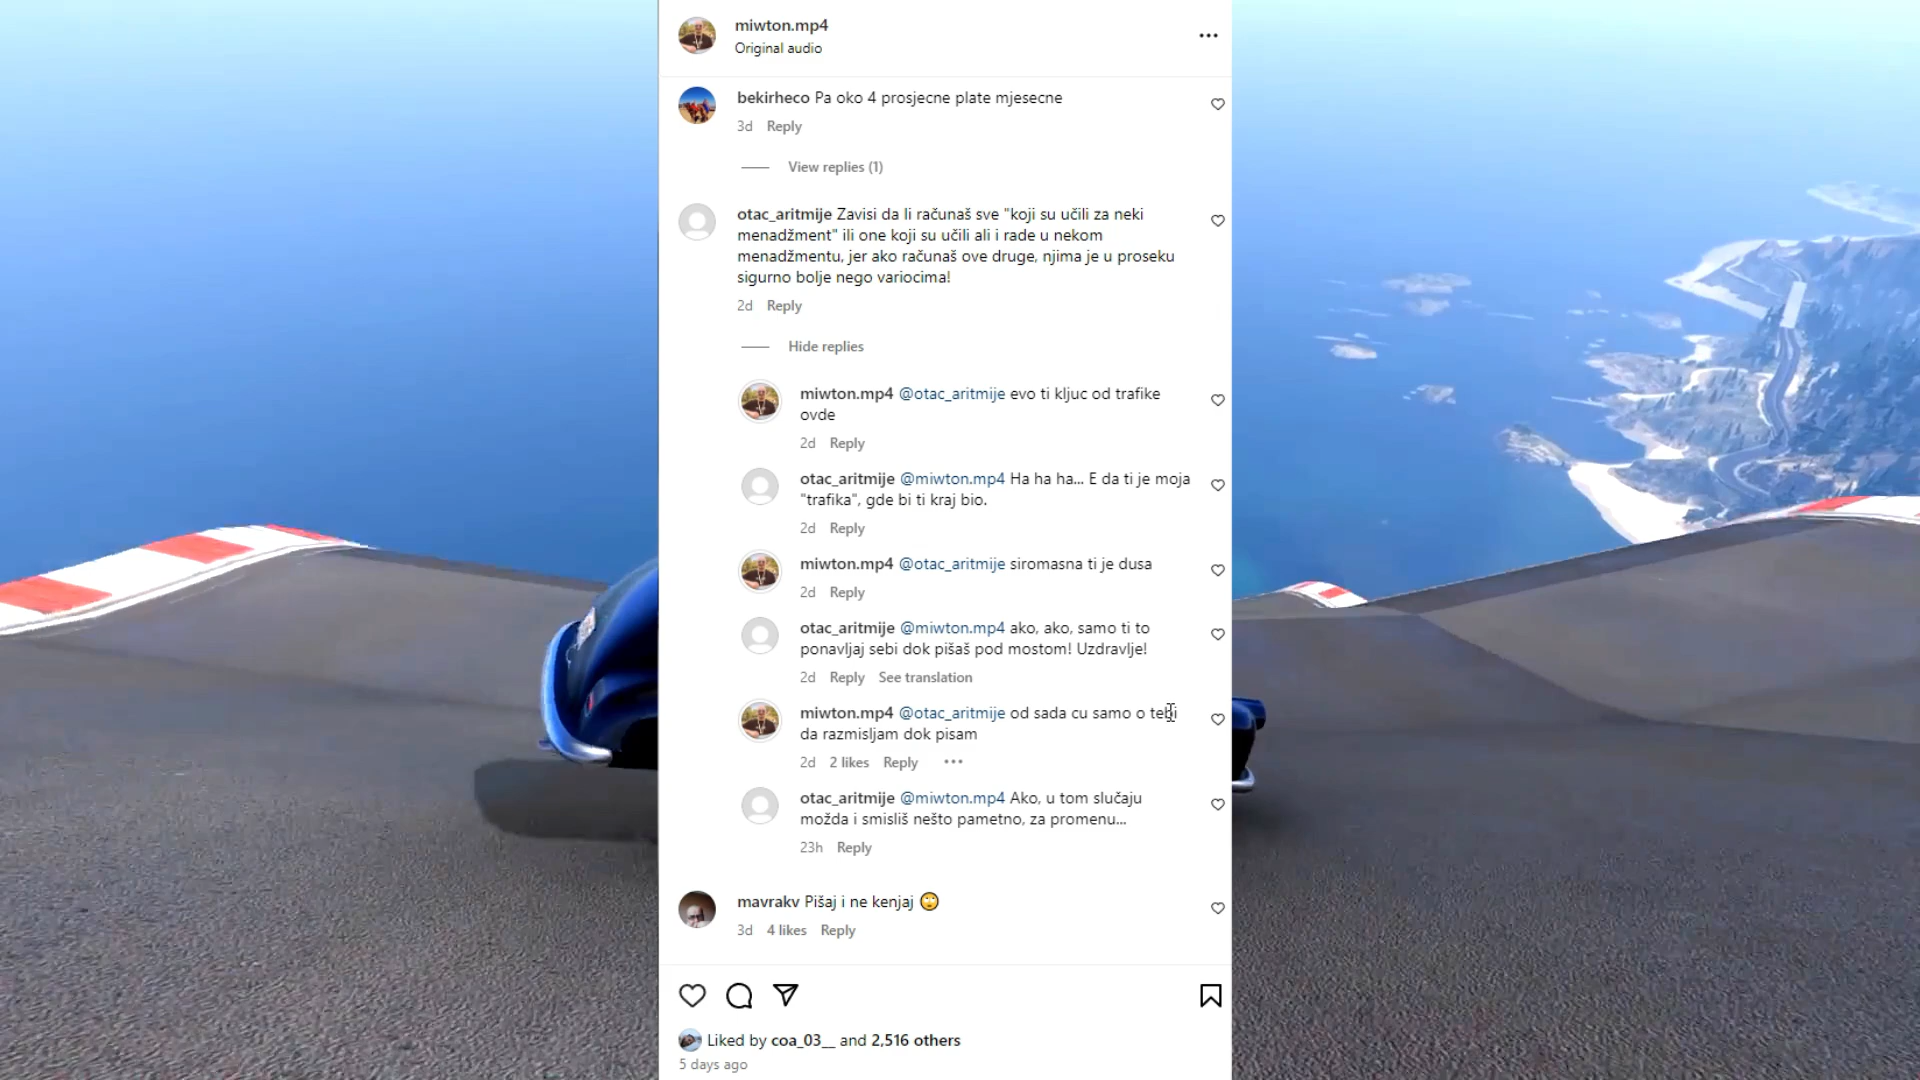 miwton.mp4
Original audio
bekirheco Pa oko 4 prosjecne plate mjesecne
3d Reply
View replies (1)
otac_aritmije Zavisi da li računaš sve "koji su učili za neki
menadžment" ili one koji su učili ali i rade u nekom
menadžmentu, jer ako računaš ove druge, njima je u proseku
sigurno bolje nego variocima!
2d Reply
Hide replies
miwton.mp4 @otac_aritmije evo ti kljuc od trafike
ovde
2d Reply
otac_aritmije @miwton.mp4 Ha ha ha... E da ti je moja
"trafika", gde bi ti kraj bio.
2d Reply
miwton.mp4 @otac_aritmije siromasna ti je dusa
2d Reply
otac_aritmije @miwton.mp4 ako, ako, samo ti to
ponavljaj sebi dok pišaš pod mostom! Uzdravlje!
2d Reply See translation
miwton.mp4 @otac_aritmije od sada cu samo o tebi
da razmisljam dok pisam
2d 2 likes Reply
otac_aritmije @miwton.mp4 Ako, u tom slučaju
možda i smisliš nešto pametno, za promenu...
23h Reply
mavrakv Pišaj i ne kenjaj 🙄
3d 4 likes Reply
Liked by coa_03__ and 2,516 others
5 days ago